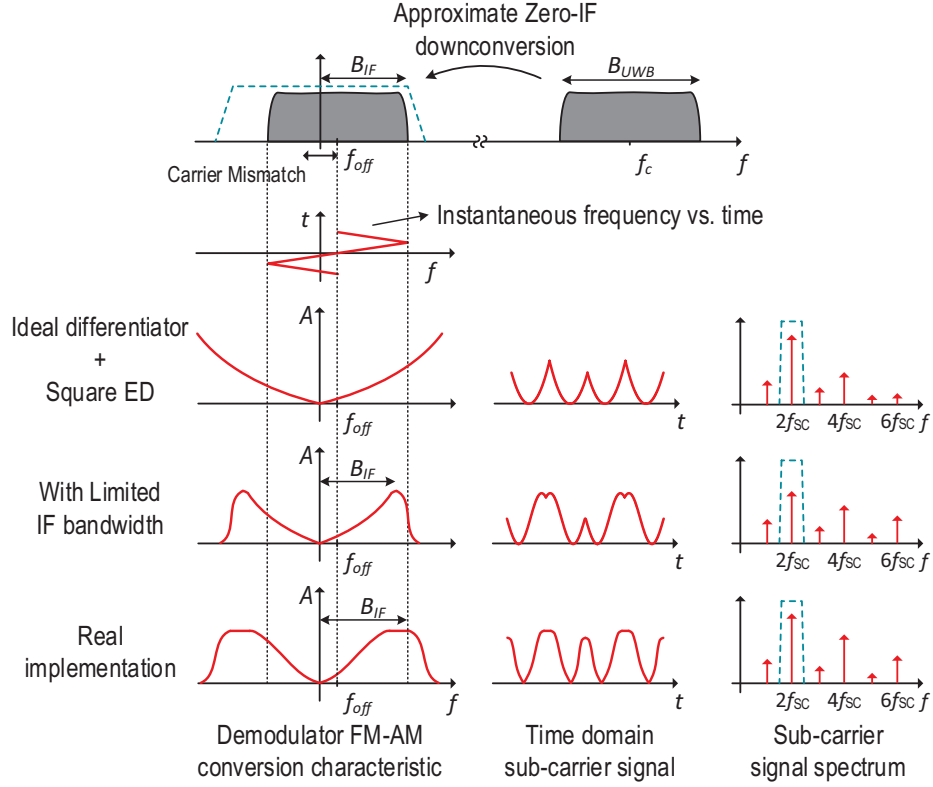 Approximate Zero-IF
downconversion
B_IF
B_UWB
f_off
f_c
f
Carrier Mismatch
t
Instantaneous frequency vs. time
f
Ideal differentiator
+
Square ED
A
f_off
t
2f_SC 4f_SC 6f_SC f
With Limited
IF bandwidth
A
B_IF
f_off
t
2f_SC 4f_SC 6f_SC f
Real
implementation
A
B_IF
f_off
f
t
2f_SC 4f_SC 6f_SC f
Demodulator FM-AM
conversion characteristic
Time domain
sub-carrier signal
Sub-carrier
signal spectrum